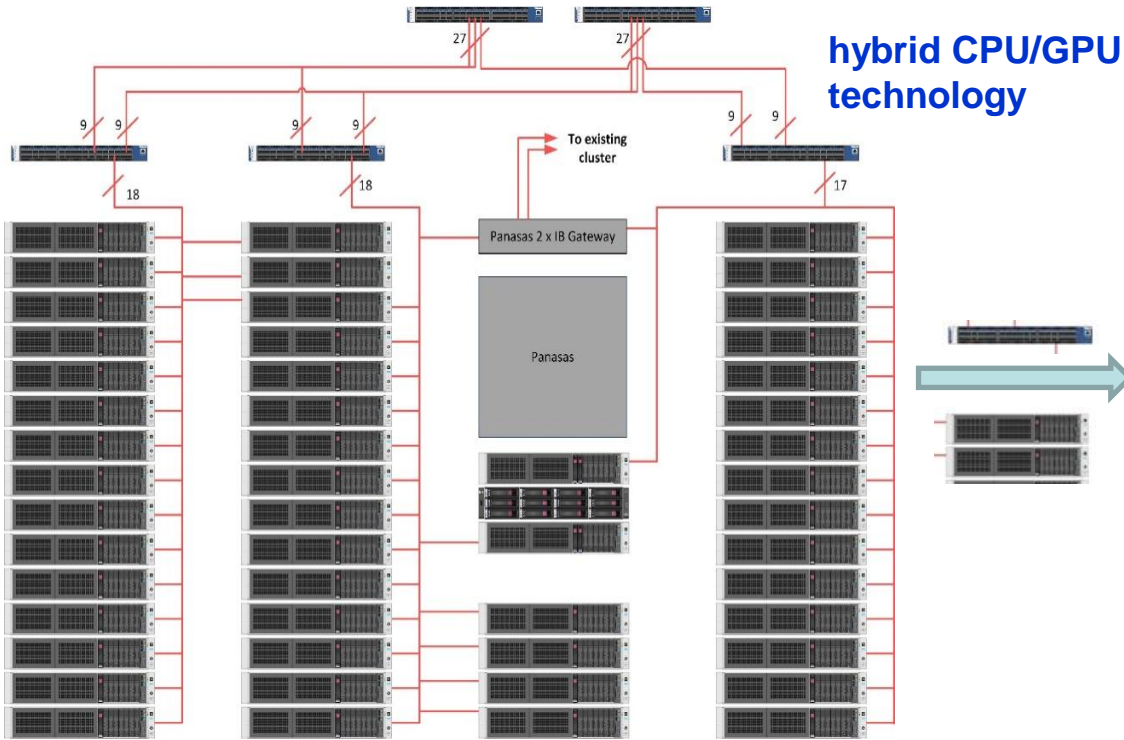 27
27
hybrid CPU/GPU
technology
9
9
9
9
9
9
To existing
cluster
18
18
17
Panasas 2 x IB Gateway
Panasas